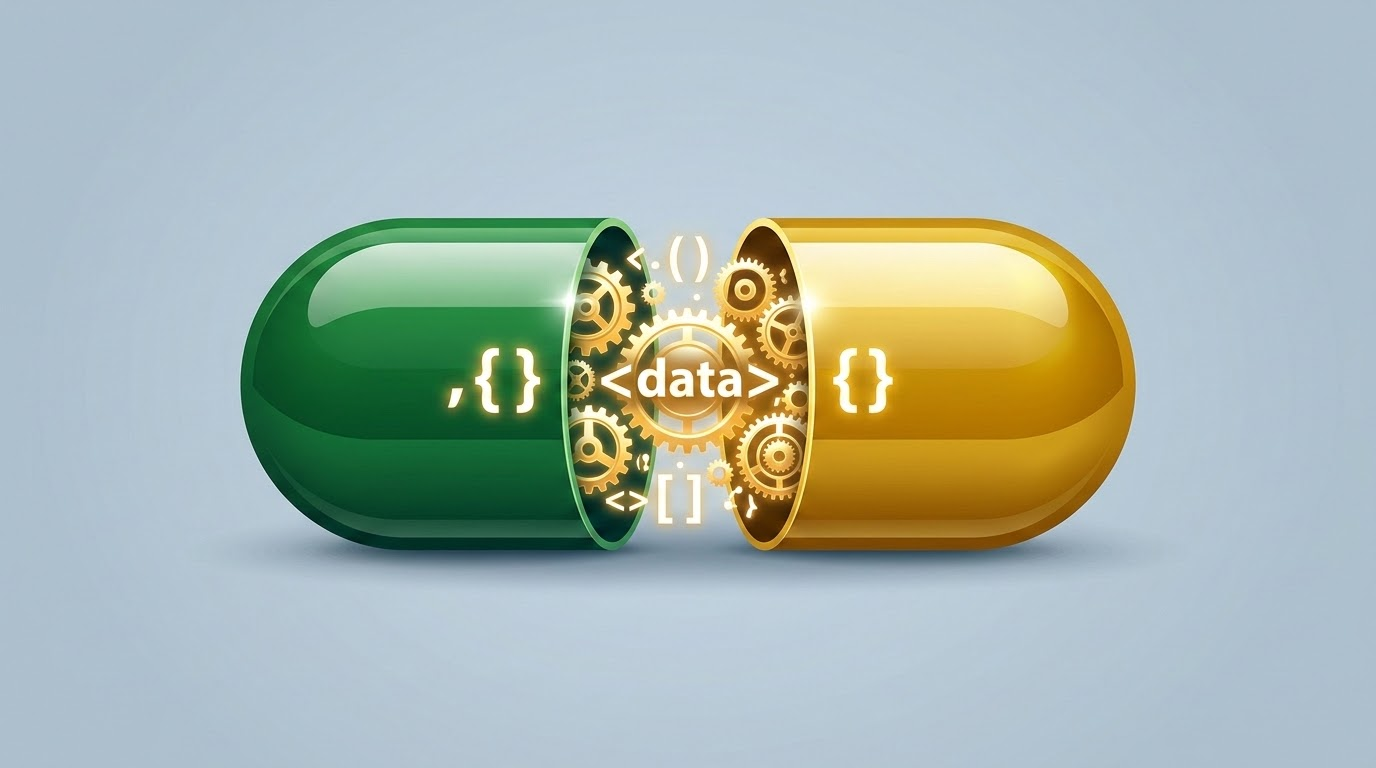 <.()
,{} <data> {}
<>[]